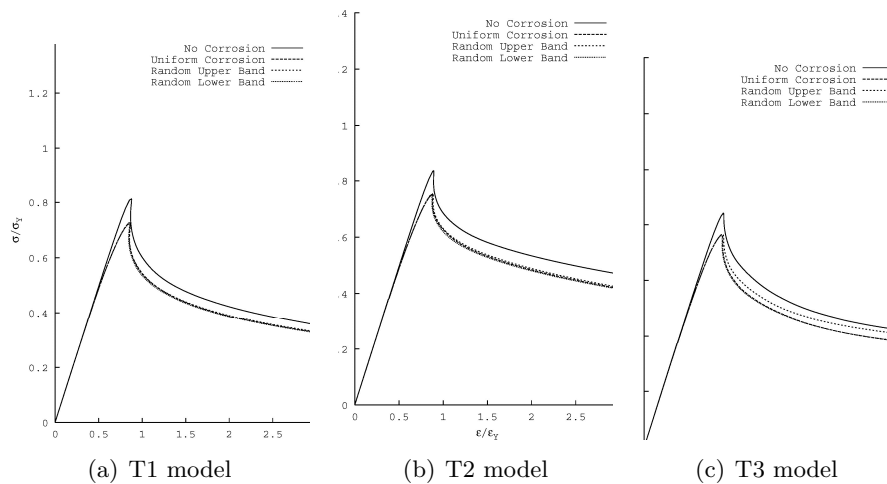 No Corrosion
Uniform Corrosion
Random Upper Band
Random Lower Band
1.2
1
0.8
0.6
0.4
0.2
0
σ/σY
0 0.5 1 1.5 2 2.5
(a) T1 model
No Corrosion
Uniform Corrosion
Random Upper Band
Random Lower Band
.4
.2
1
.8
.6
.4
.2
0
0 0.5 1 1.5 2 2.5
ε/εY
(b) T2 model
No Corrosion
Uniform Corrosion
Random Upper Band
Random Lower Band
(c) T3 model